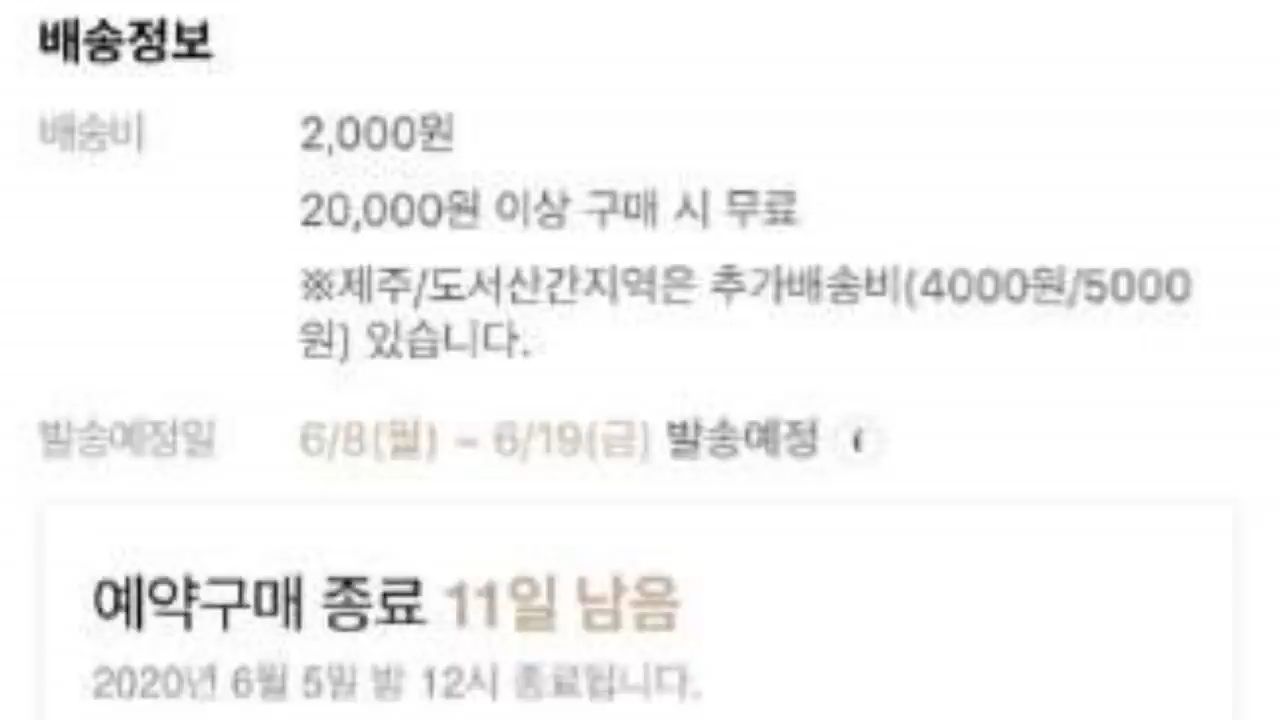 배송정보
배송비
2,000원
20,000원 이상 구매 시 무료
※제주/도서산간지역은 추가배송비(4000원/5000
원) 있습니다.
발송예정일
6/8(월) ~ 6/19(금) 발송예정
예약구매 종료 11일 남음
2020년 6월 5일 밤 12시 종료됩니다.